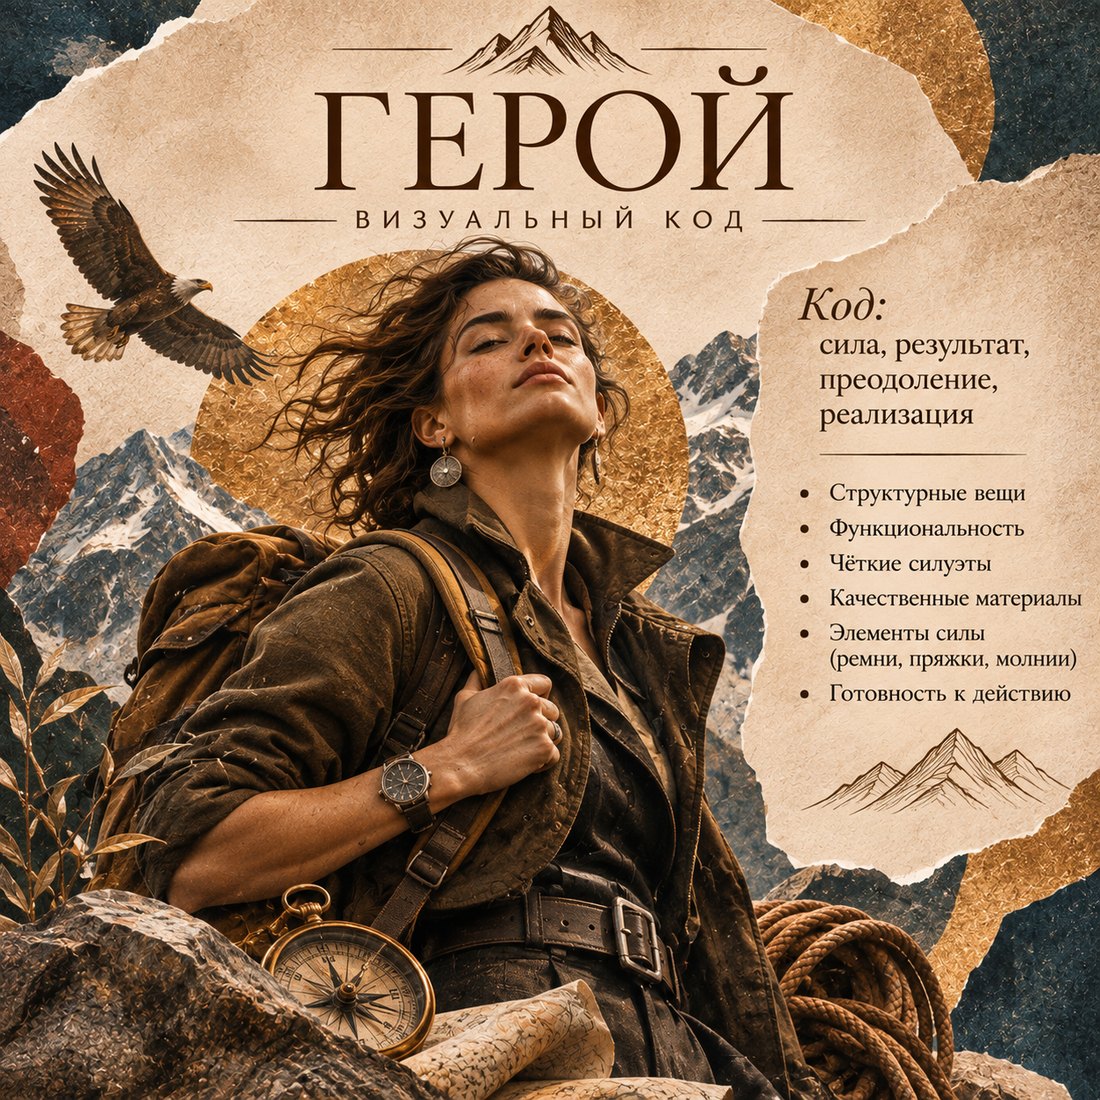 ГЕРОЙ
ВИЗУАЛЬНЫЙ КОД
Код:
сила, результат,
преодоление,
реализация
• Структурные вещи
• Функциональность
• Чёткие силуэты
• Качественные материалы
• Элементы силы
(ремни, пряжки, молнии)
• Готовность к действию